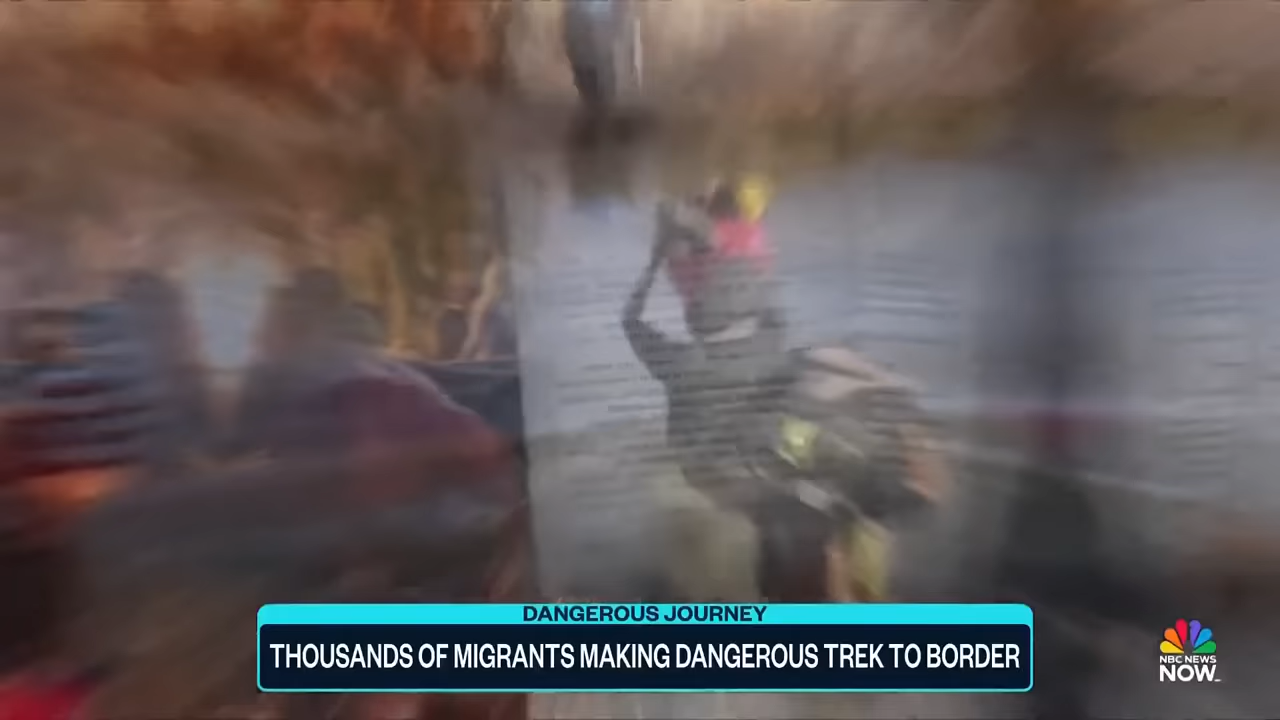 DANGEROUS JOURNEY
THOUSANDS OF MIGRANTS MAKING DANGEROUS TREK TO BORDER
NBC NEWS
NOW